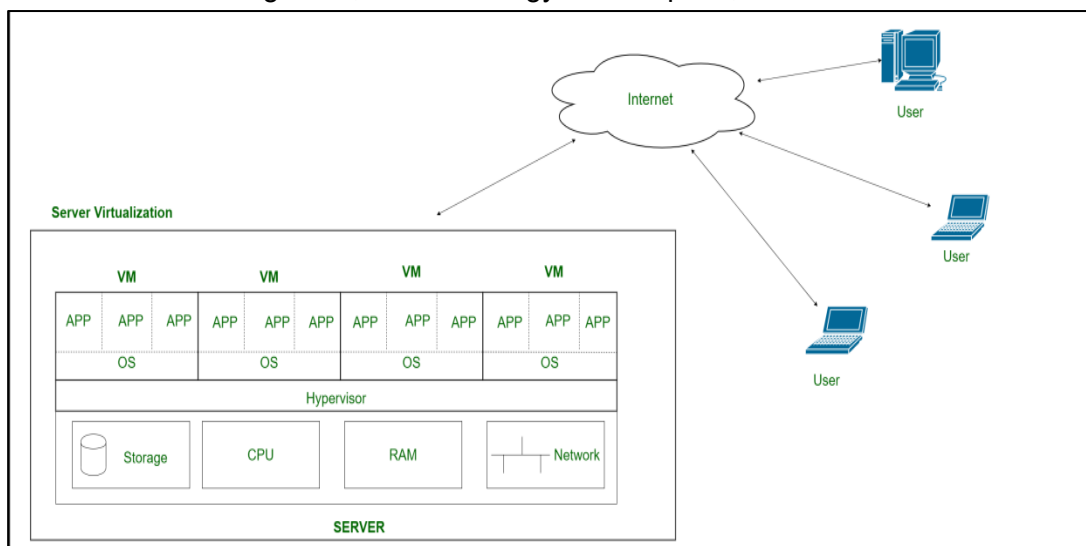 Internet
User
Server Virtualization
User
VM VM VM VM
APP APP APP APP APP APP APP APP APP APP APP APP
OS OS OS OS
User
Hypervisor
Storage CPU RAM Network
SERVER